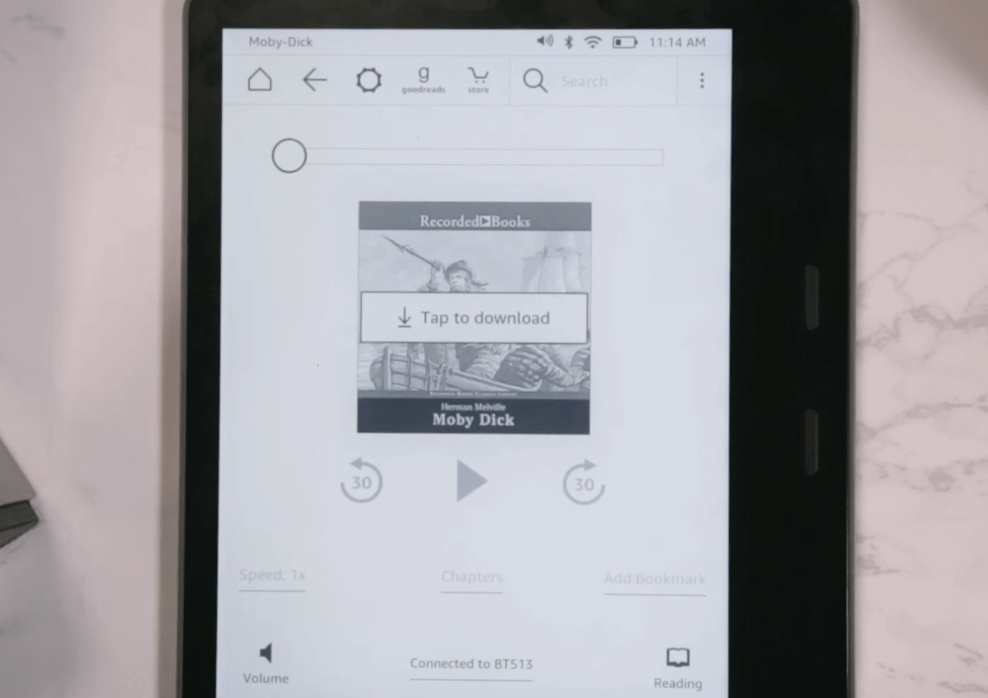 Moby-Dick
11:14 AM
g
goodreads
store
Search
Recorded Books
Tap to download
Herman Melville
Moby Dick
30
30
Speed: 1x
Chapters
Add Bookmark
Volume
Connected to BT513
Reading